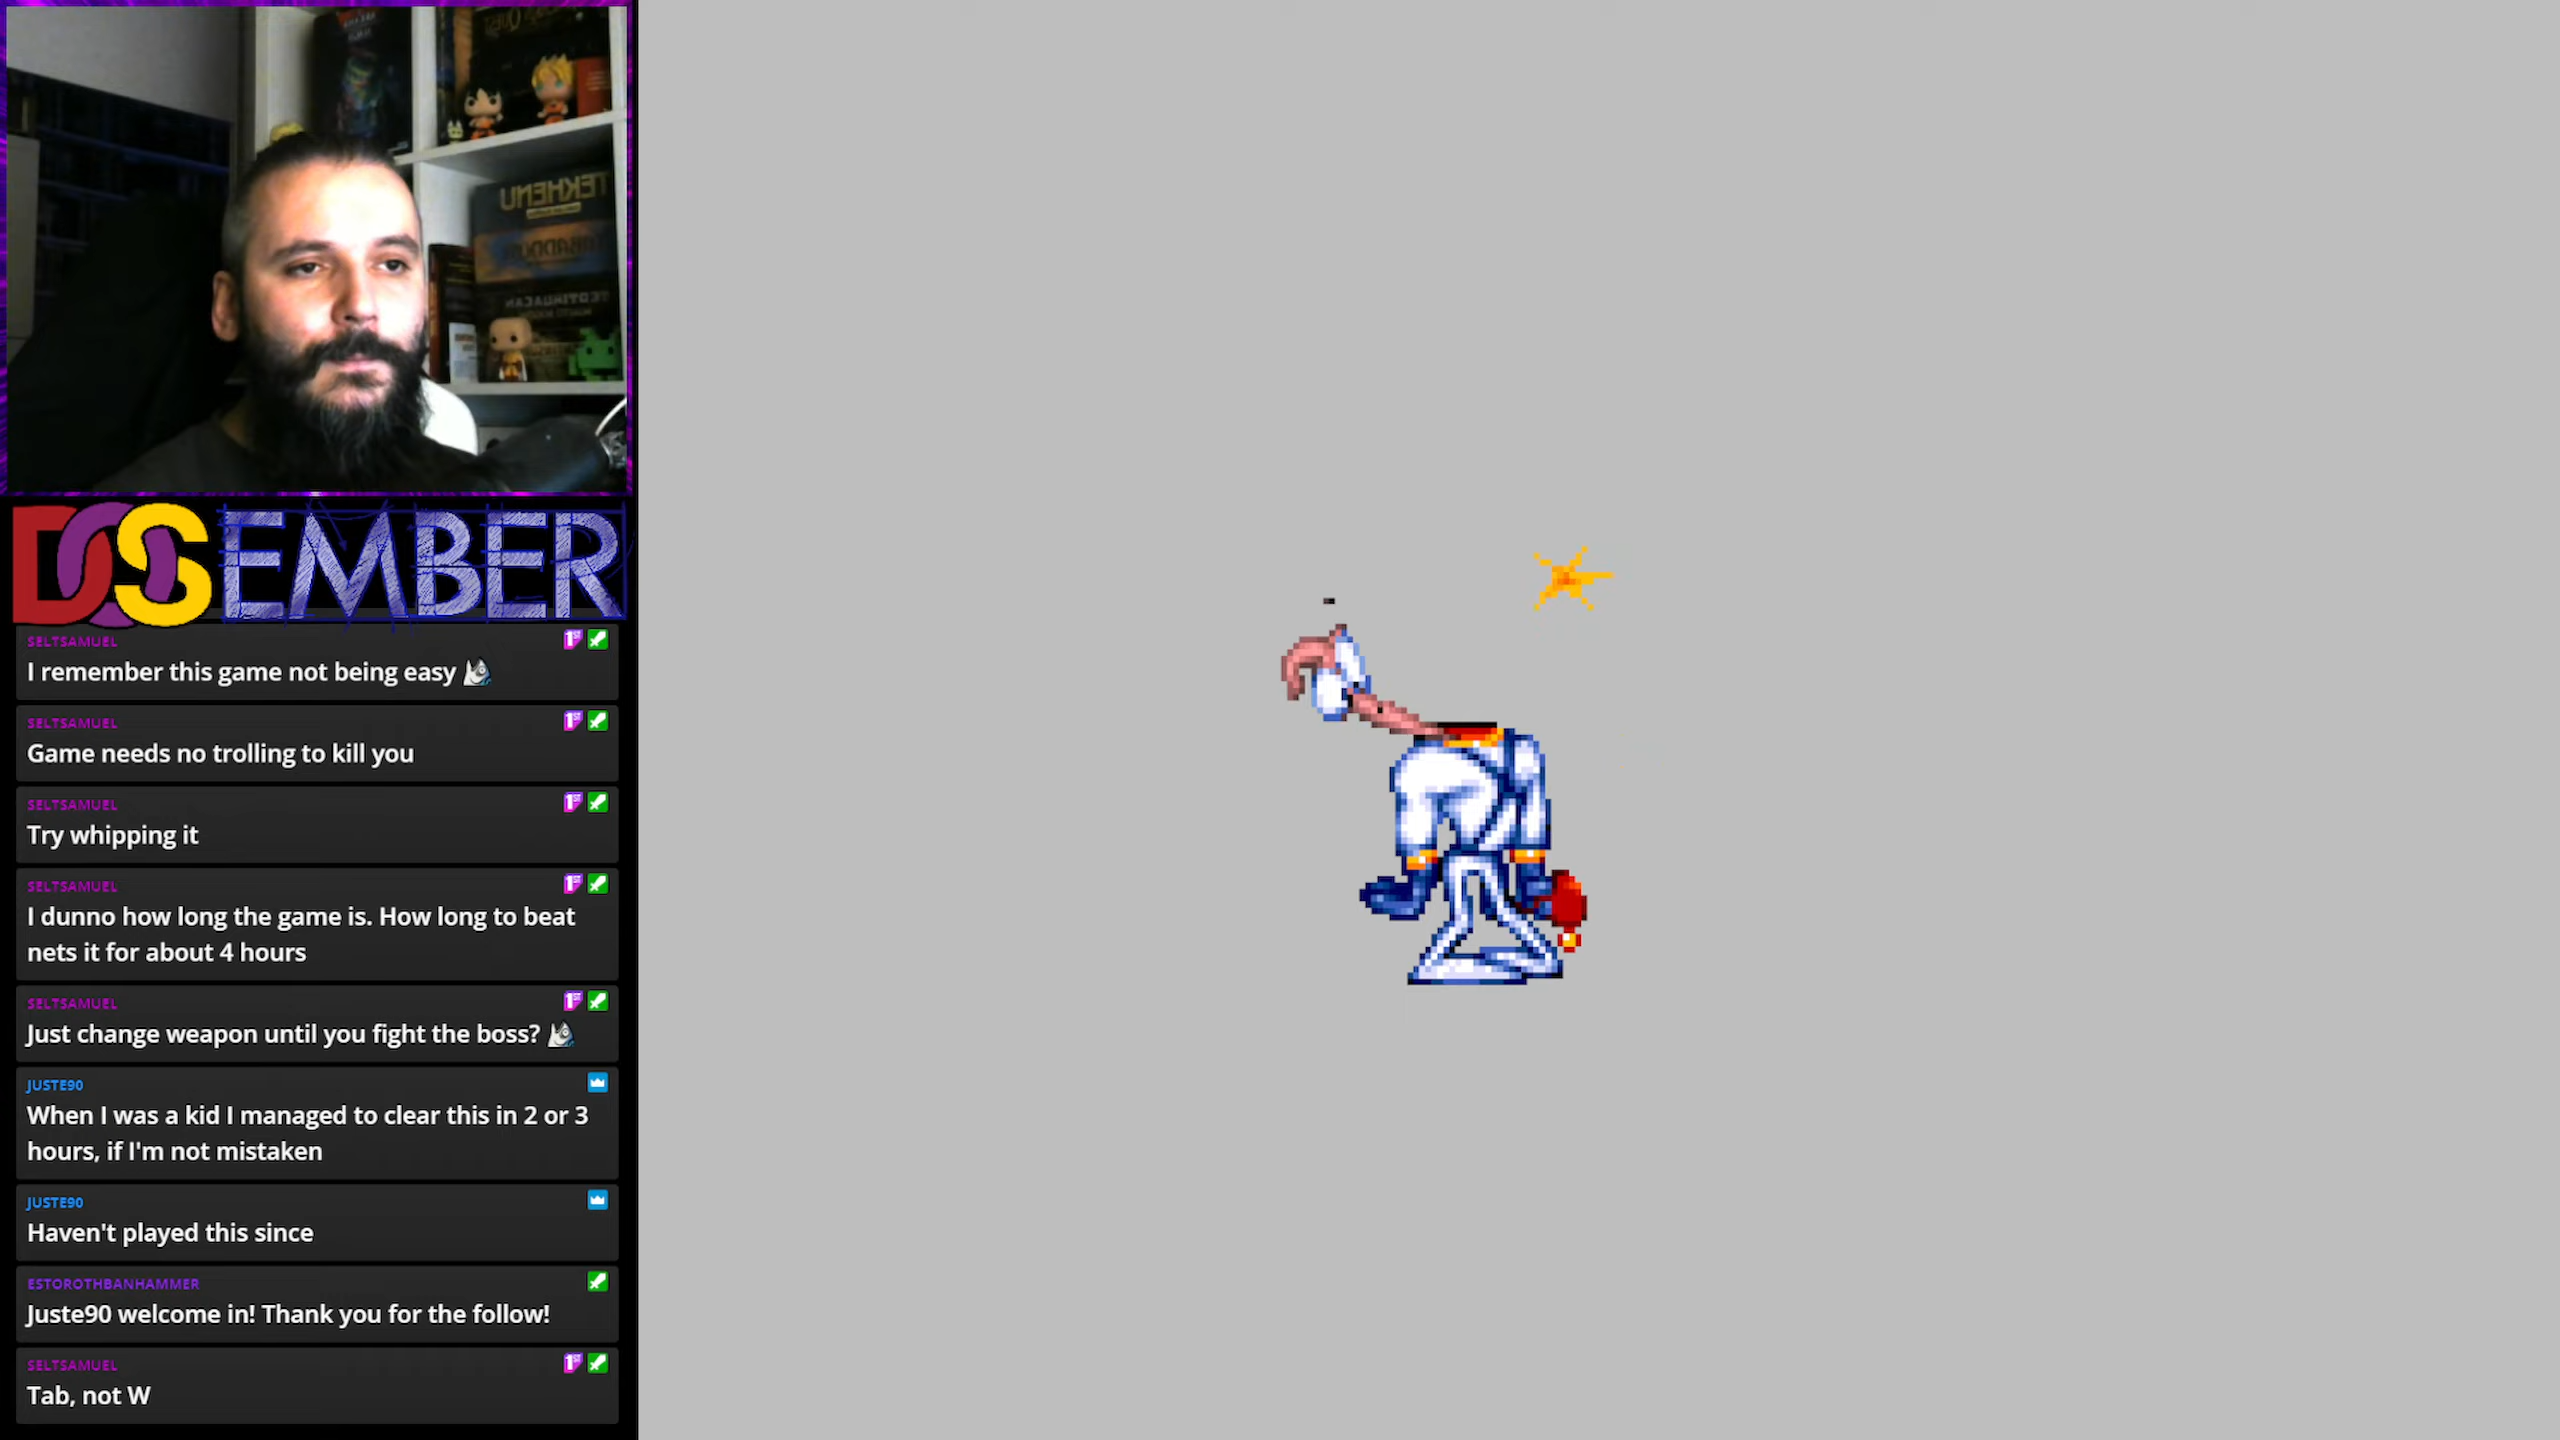 DOSEMBER
SELTSAMUEL
I remember this game not being easy
SELTSAMUEL
Game needs no trolling to kill you
SELTSAMUEL
Try whipping it
SELTSAMUEL
I dunno how long the game is. How long to beat
nets it for about 4 hours
SELTSAMUEL
Just change weapon until you fight the boss?
JUSTE90
When I was a kid I managed to clear this in 2 or 3
hours, if I'm not mistaken
JUSTE90
Haven't played this since
ESTOROTHBANHAMMER
Juste90 welcome in! Thank you for the follow!
SELTSAMUEL
Tab, not W
TEKHENU